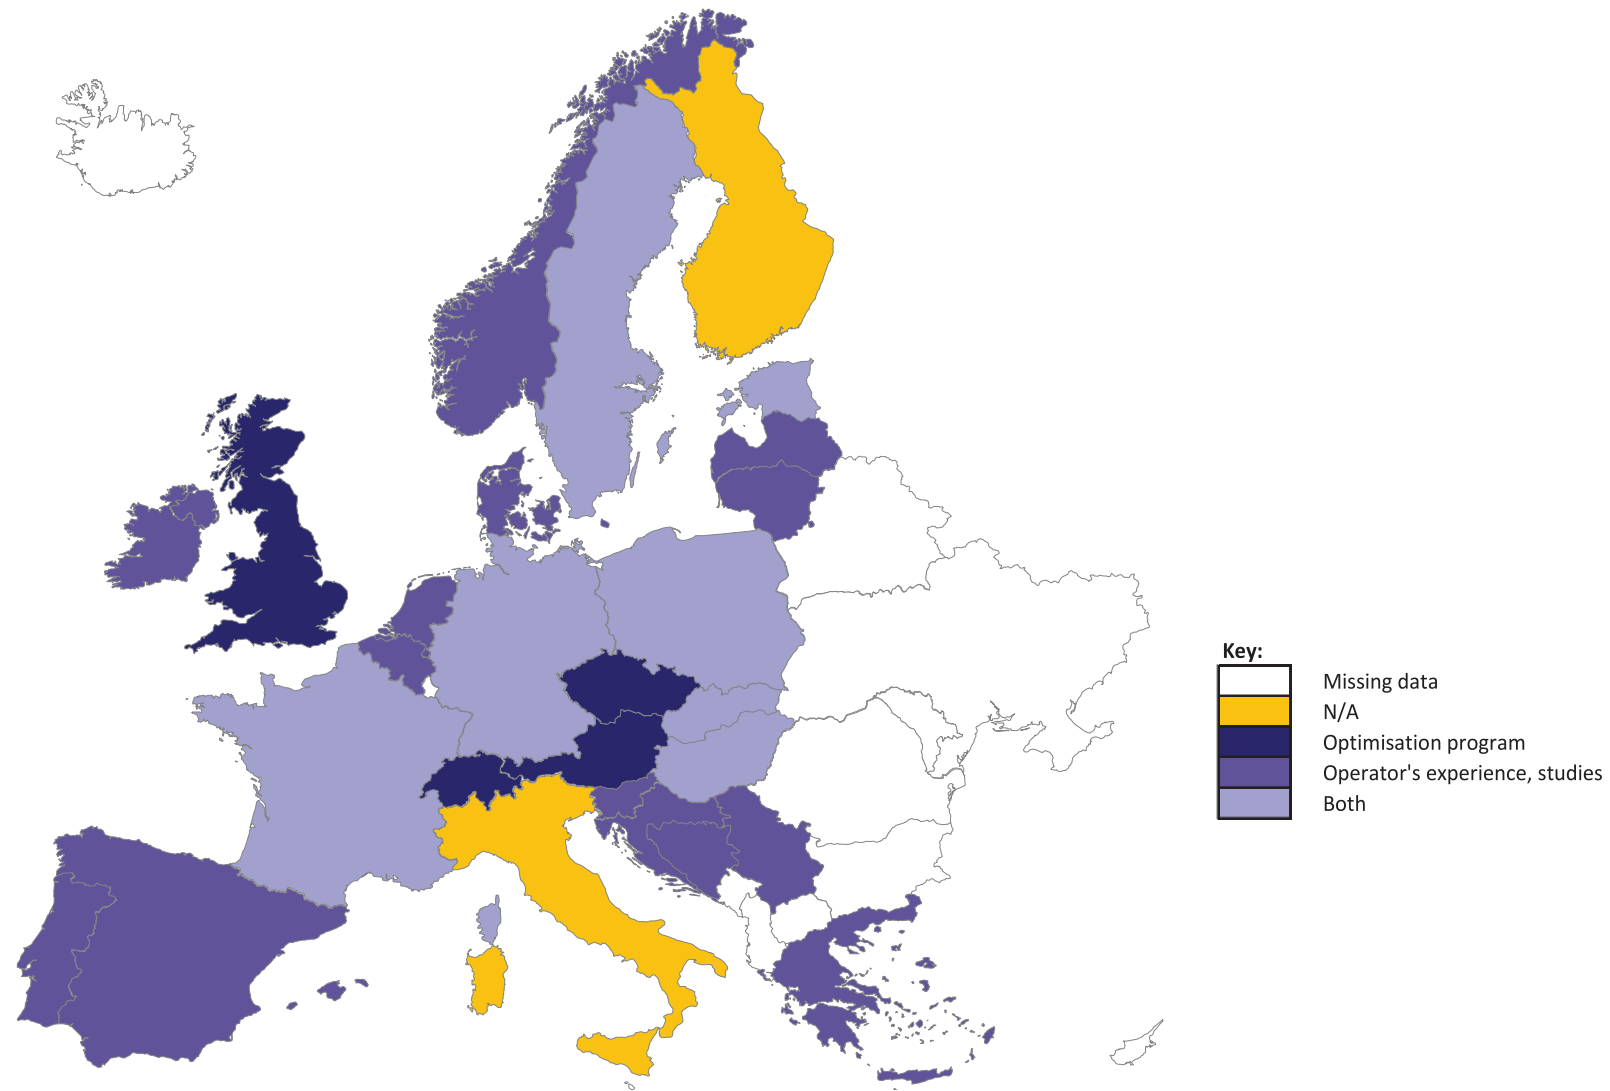 Key:
Missing data
N/A
Optimisation program
Operator's experience, studies
Both